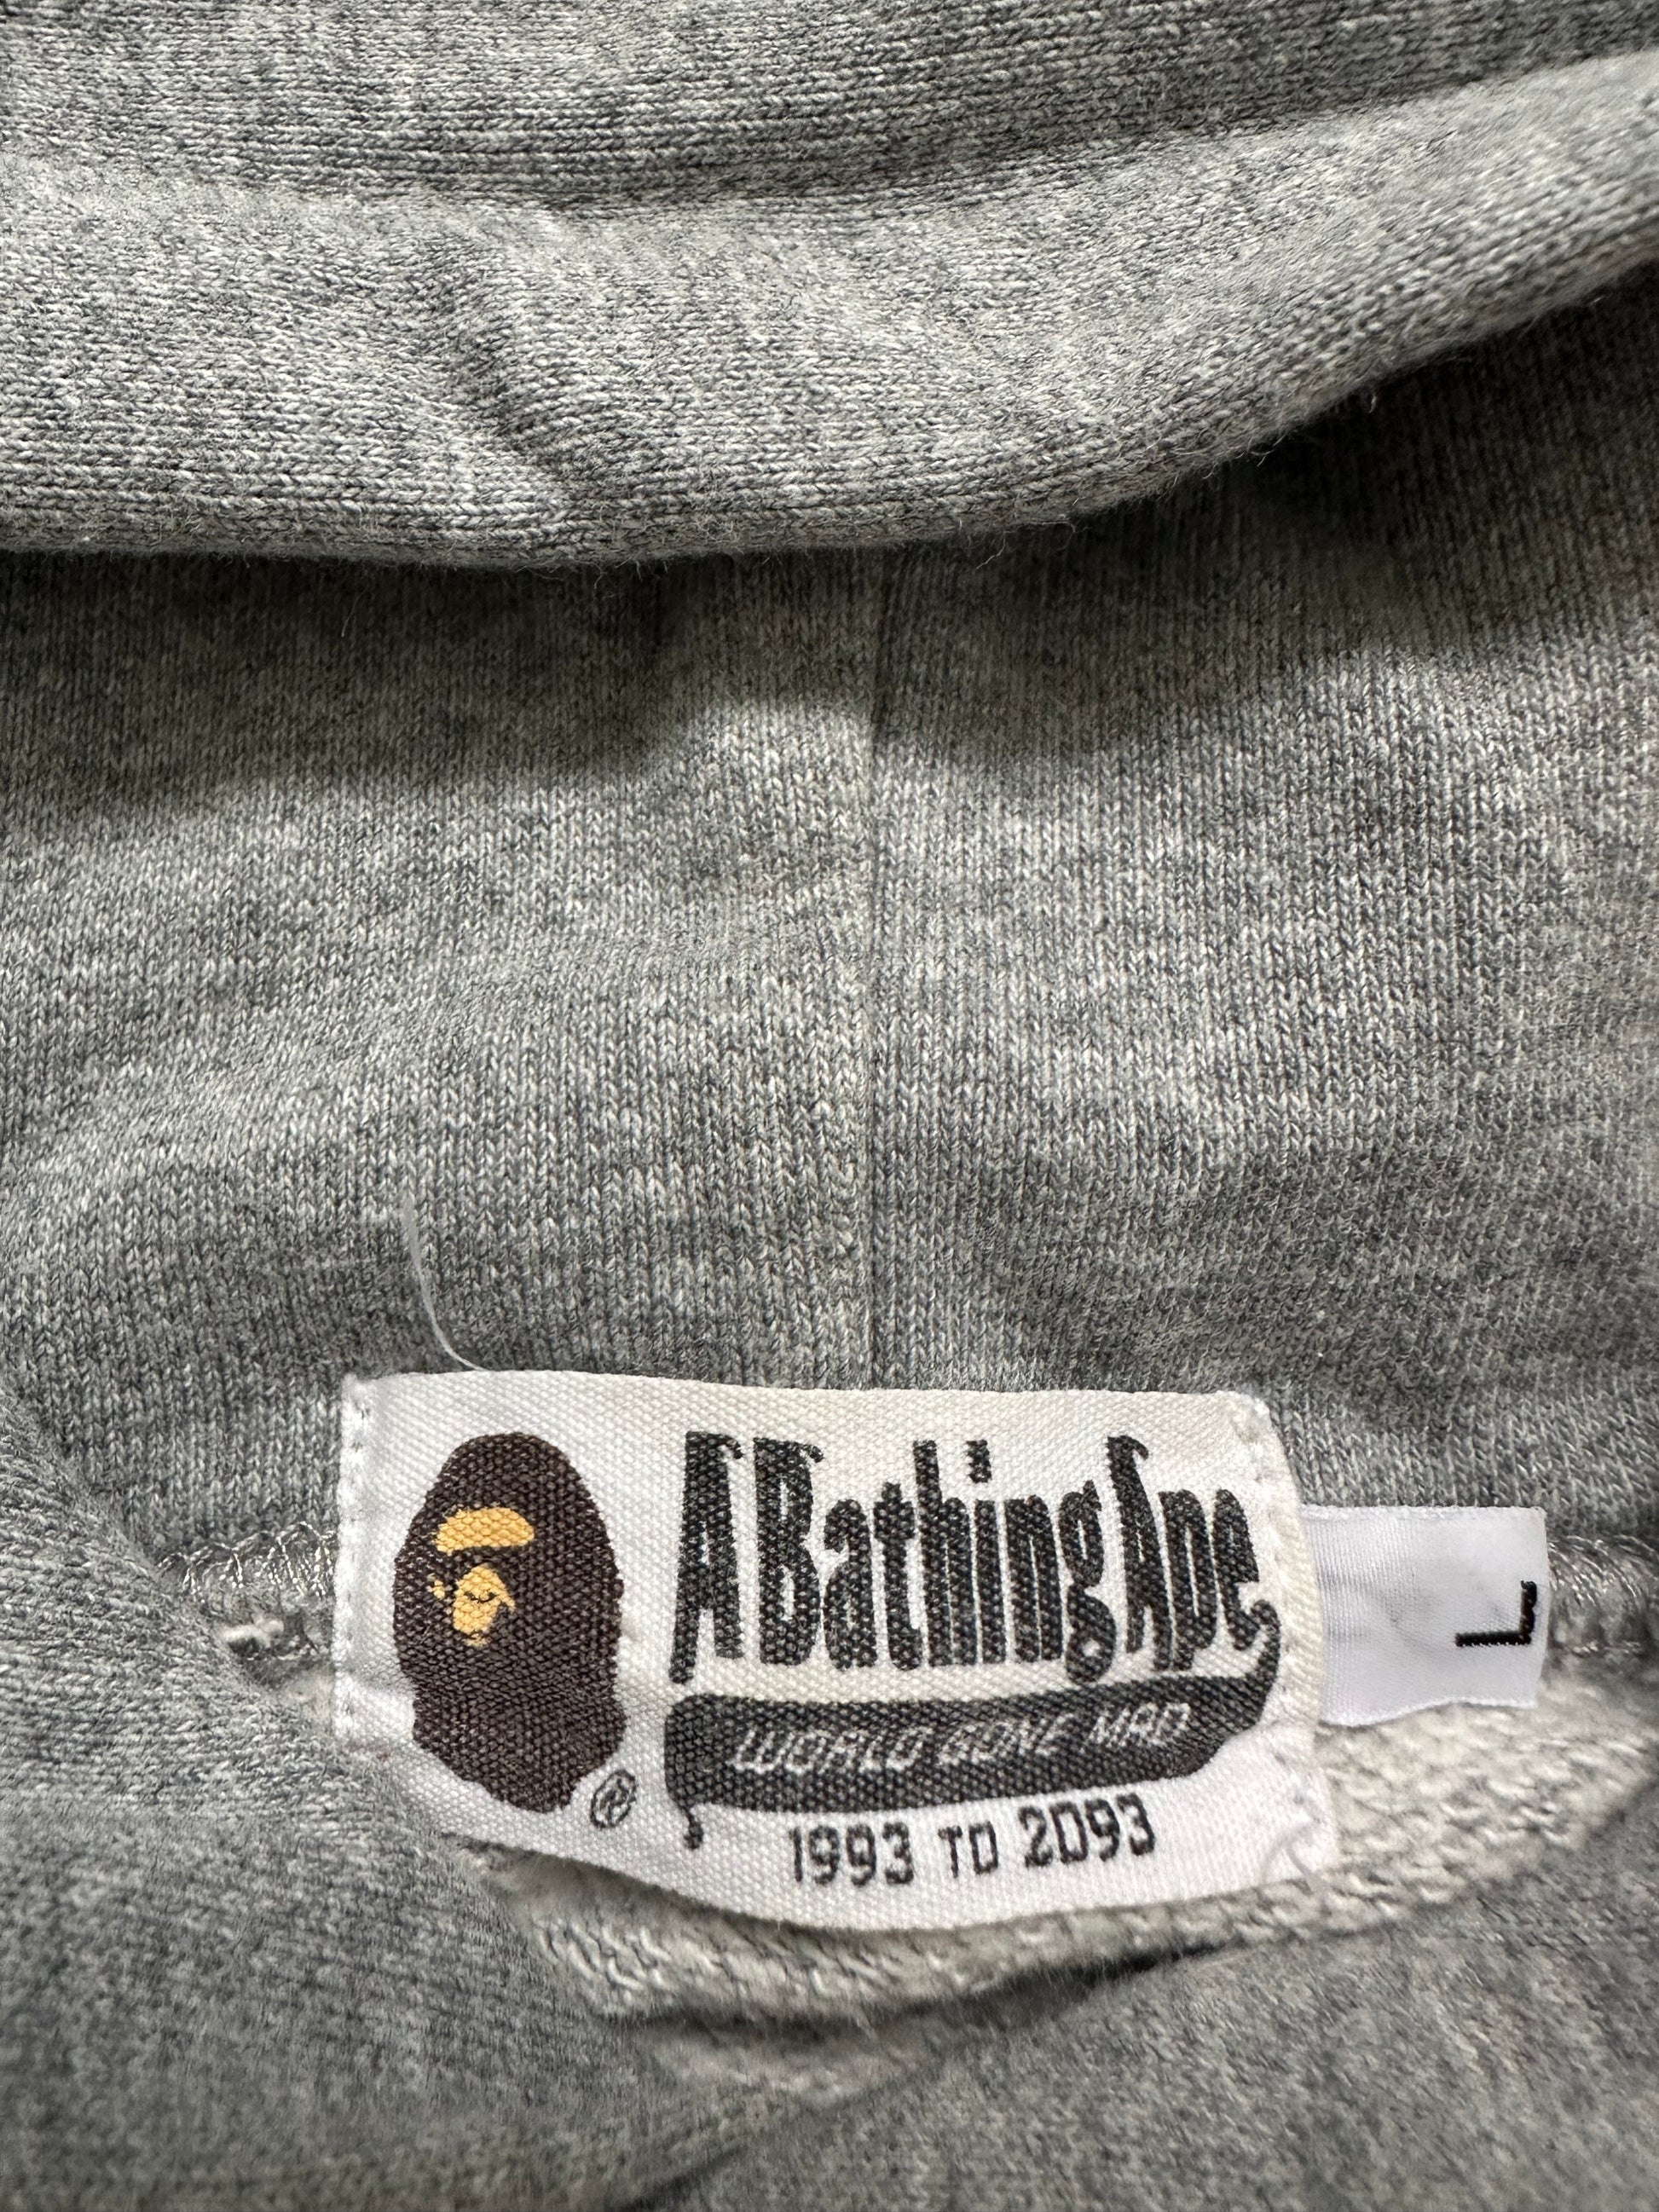 A Bathing Ape
WORLD GONE MAD
1993 TO 2093
®
L